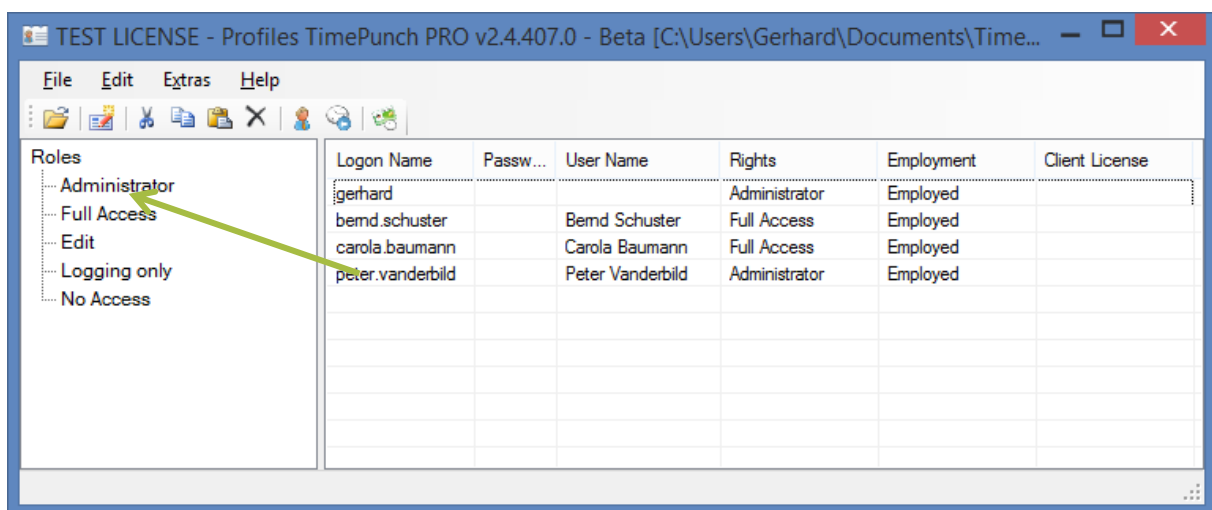 TEST LICENSE - Profiles TimePunch PRO v2.4.407.0 - Beta [C:\Users\Gerhard\Documents\Time...
File Edit Extras Help
Roles
Administrator
Full Access
Edit
Logging only
No Access
Logon Name Passw... User Name Rights Employment Client License
gerhard Administrator Employed
bernd.schuster Bernd Schuster Full Access Employed
carola.baumann Carola Baumann Full Access Employed
peter.vanderbild Peter Vanderbild Administrator Employed